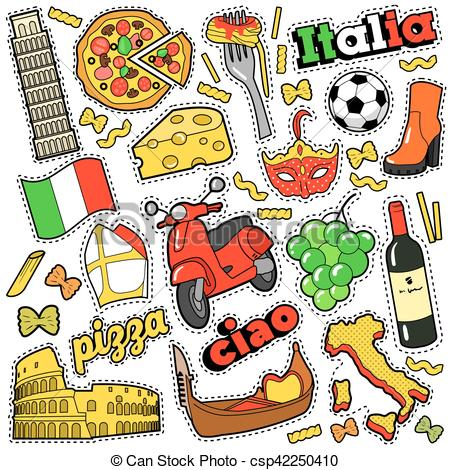 Italia
pizza
ciao
© Can Stock Photo - csp42250410